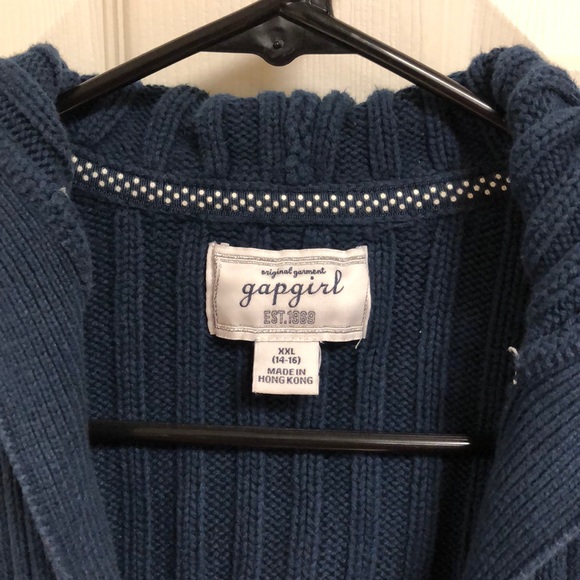 original garment
gapgirl
EST.1969
XXL
(14-16)
MADE IN
HONG KONG